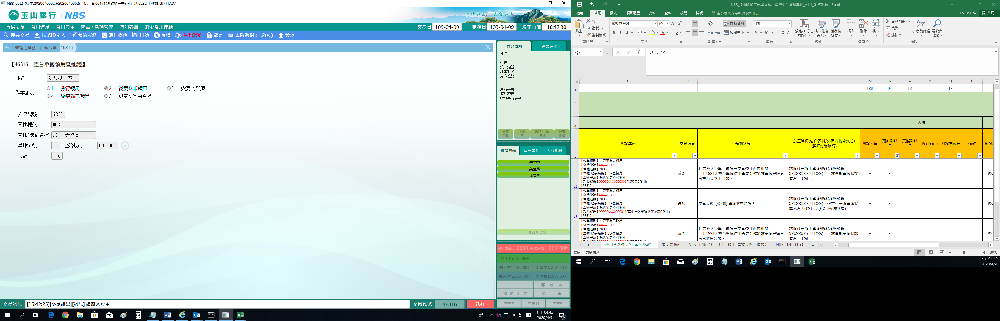 NBS-uat2 (版本:2020040902.b2020040902) 使用者:00171(測試櫃一辛) 分行別:9232 工作站:L9711A07
玉山銀行 | NBS
心清如玉，義重如山。
自選交易 常用連結 常用表單 商品 / 活動管理 智能客服 消金常用連結 交易日 109-04-09 帳務日 109-04-09 現在時間 16:42:30
搜尋交易 帳號ID引入 預約服務 蒞行提醒 日誌 授權 廣播:296 鎖定 重啟週邊 (已啟動) 簽退
管理性業務 日常作業 46316
【46316 空白單據領用暨維護】
姓名 測試櫃一辛
作業類別
1 - 分行領用 2 - 變更為未領用 3 - 變更為作廢
4 - 變更為已發出 5 - 變更為空白單據
分行代號 9232
單據種類 NCD
單據代號-名稱 51 - 壹拾萬
票據字軌 起始號碼 0000001 ?
張數 10
身分識別 產品往來
姓名
生日
統一編號
理專姓名
身分註記
注意事項
簡訊密碼
近期事故異動
顧客資訊 手續費 通路/共同行銷 顧客影像
推薦商品 重要事件 互動記錄
無資料
無資料
無資料
一般轉介登錄
服務號碼： 0000 等候時間： 00分00秒
V I P:0人 00分
個人交易:0人 00分 企業交易:0人 00分
開戶/申請:0人 00分 外匯業務:0人 00分
再 呼 叫
預 約 叫 號 結 束
無資料 無資料 無資料
交易訊息 [16:42:25][交易訊息][訊息] 請放入短單 交易代號 46316 執行
英 下午 04:42
2020/4/9
6
NBS_【46316空白單據領用暨變更】測試案例_V1.1_測資盤點 - Excel
檔案 常用 插入 版面配置 公式 資料 校閱 檢視 告訴我您想要執行的動作... TEST19054 共用
貼上 剪下 複製 複製格式 微軟正黑體 10 自動換列 跨欄置中 日期 設定格式化的條件 格式化為表格 儲存格樣式 插入 刪除 格式 自動加總 填滿 清除 排序與篩選 尋找與選取
剪貼簿 字型 對齊方式 數值 樣式 儲存格 編輯
Q27 fx 2020/4/9
G H I L M N O P Q R S
1 186 94 13 13
2
3
4 專項
5 測試案例 交易結果 預期結果 前置準備(包含資料/外圍介接系統等)(與IT討論確認) 測試人員 預計測試日 實際測試日 Redmine 測試完成日 備註 測試
【作業類別】2-變更為未領用
【分行代號】00159232
【單據種類】NCD
【單據代號-名稱】51-壹拾萬
【票據字軌】系統鎖定不可登打
【起始號碼】XXXXXXX0000001(狀態為0領用)
【張數】10
32 成功
1. 請放入短單，確認與交易登打內容相符
2.【46317 空白單據使用查詢】確認該單據已變更為空白未領用狀態。
請提供已領用單據號碼(起始號碼：XXXXXXX，共10張)，且該全部單據狀態皆為「0領用」
v v
【作業類別】2-變更為未領用
【分行代號】00159232
【單據種類】NCD
【單據代號-名稱】51-壹拾萬
【票據字軌】系統鎖定不可登打
【起始號碼】XXXXXXX0000011(其中一張單據狀態不為0領用)
【張數】10
33 失敗
交易失敗: [4208] 單據狀態錯誤！
請提供已領用單據號碼(起始號碼：XXXXXXX，共10張)，但其中一張單據狀態不為「0領用」(E.X. 7作廢狀態)
v v
【作業類別】4-變更為已發出
【分行代號】00159232
【單據種類】NCD
【單據代號-名稱】51-壹拾萬
【票據字軌】系統鎖定不可登打
成功
1. 請放入短單，確認與交易登打內容相符
2.【46317 空白單據使用查詢】確認該單據已變更為已發出狀態。
請提供已領用單據號碼(起始號碼：XXXXXXX，共10張)，且該全部單據狀態皆為「0領用」
v v
使用者測試(UAT)案例＆報告 本交易統計 NBS_【46316】_01【領用-票據以外之種類】 NBS_【46316】_0 ...
就緒 篩選模式 80%
下午 04:42
2020/4/9